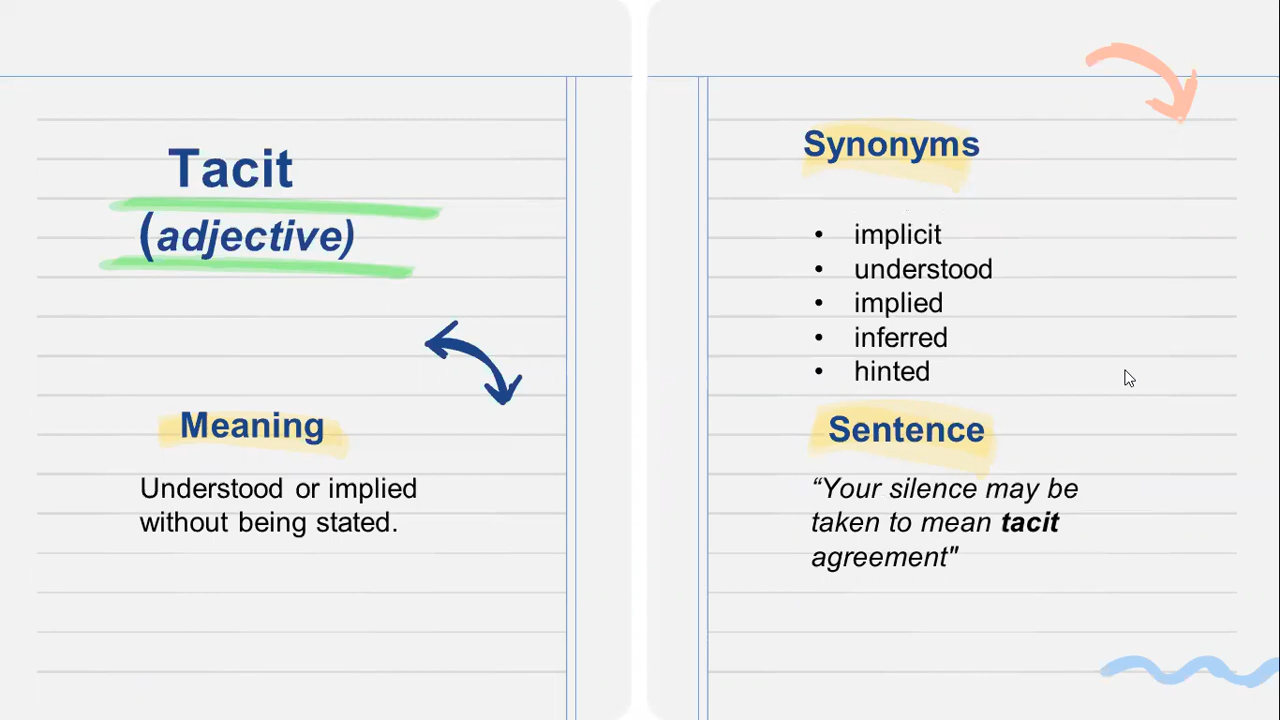 Tacit
(adjective)
Meaning
Understood or implied
without being stated.
Synonyms
• implicit
• understood
• implied
• inferred
• hinted
Sentence
“Your silence may be
taken to mean tacit
agreement"